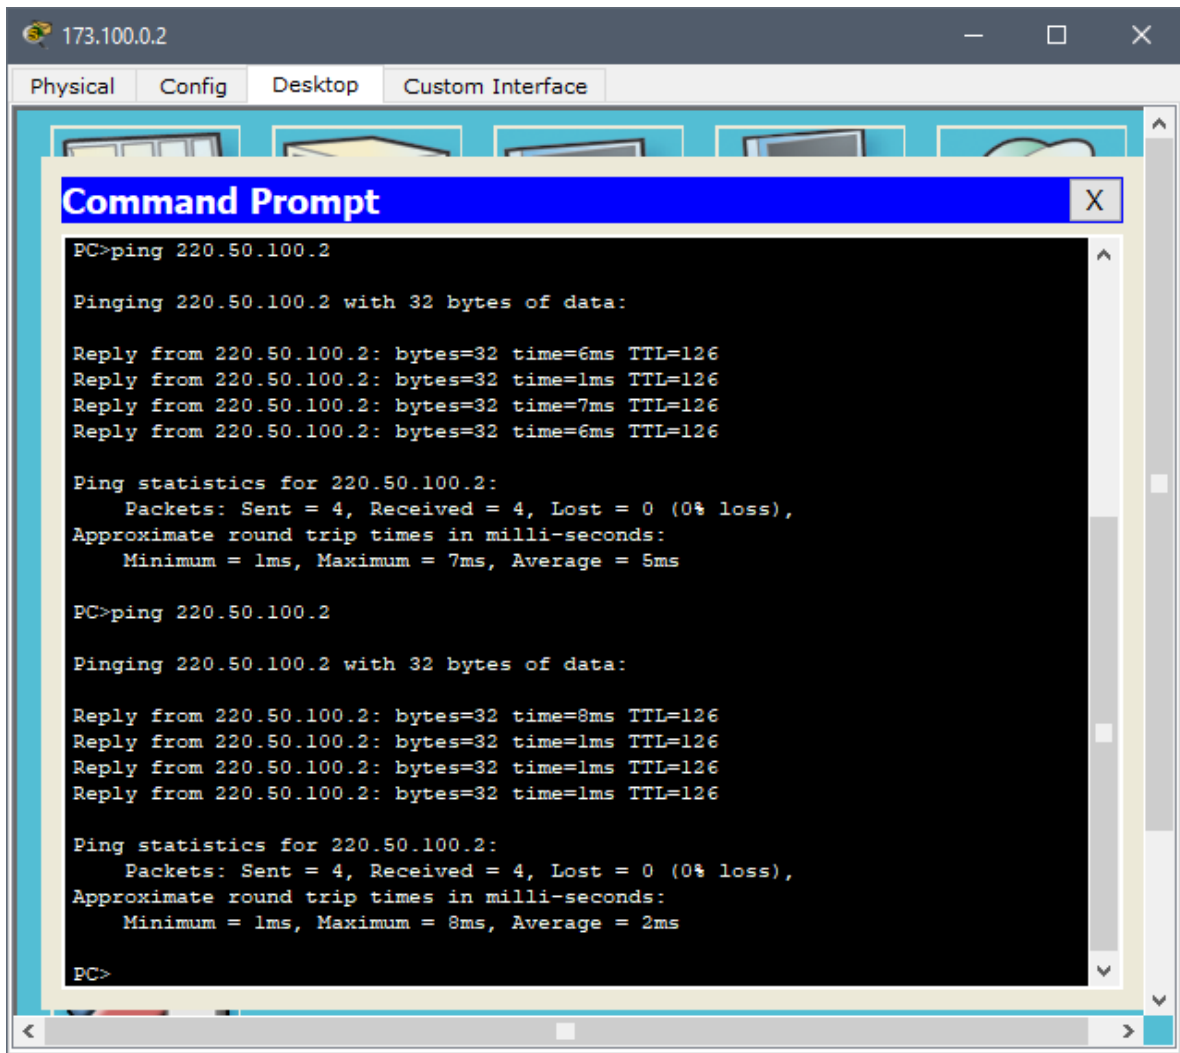 173.100.0.2
Physical Config Desktop Custom Interface
Command Prompt X
PC>ping 220.50.100.2
Pinging 220.50.100.2 with 32 bytes of data:
Reply from 220.50.100.2: bytes=32 time=6ms TTL=126
Reply from 220.50.100.2: bytes=32 time=1ms TTL=126
Reply from 220.50.100.2: bytes=32 time=7ms TTL=126
Reply from 220.50.100.2: bytes=32 time=6ms TTL=126
Ping statistics for 220.50.100.2:
Packets: Sent = 4, Received = 4, Lost = 0 (0% loss),
Approximate round trip times in milli-seconds:
Minimum = 1ms, Maximum = 7ms, Average = 5ms
PC>ping 220.50.100.2
Pinging 220.50.100.2 with 32 bytes of data:
Reply from 220.50.100.2: bytes=32 time=8ms TTL=126
Reply from 220.50.100.2: bytes=32 time=1ms TTL=126
Reply from 220.50.100.2: bytes=32 time=1ms TTL=126
Reply from 220.50.100.2: bytes=32 time=1ms TTL=126
Ping statistics for 220.50.100.2:
Packets: Sent = 4, Received = 4, Lost = 0 (0% loss),
Approximate round trip times in milli-seconds:
Minimum = 1ms, Maximum = 8ms, Average = 2ms
PC>